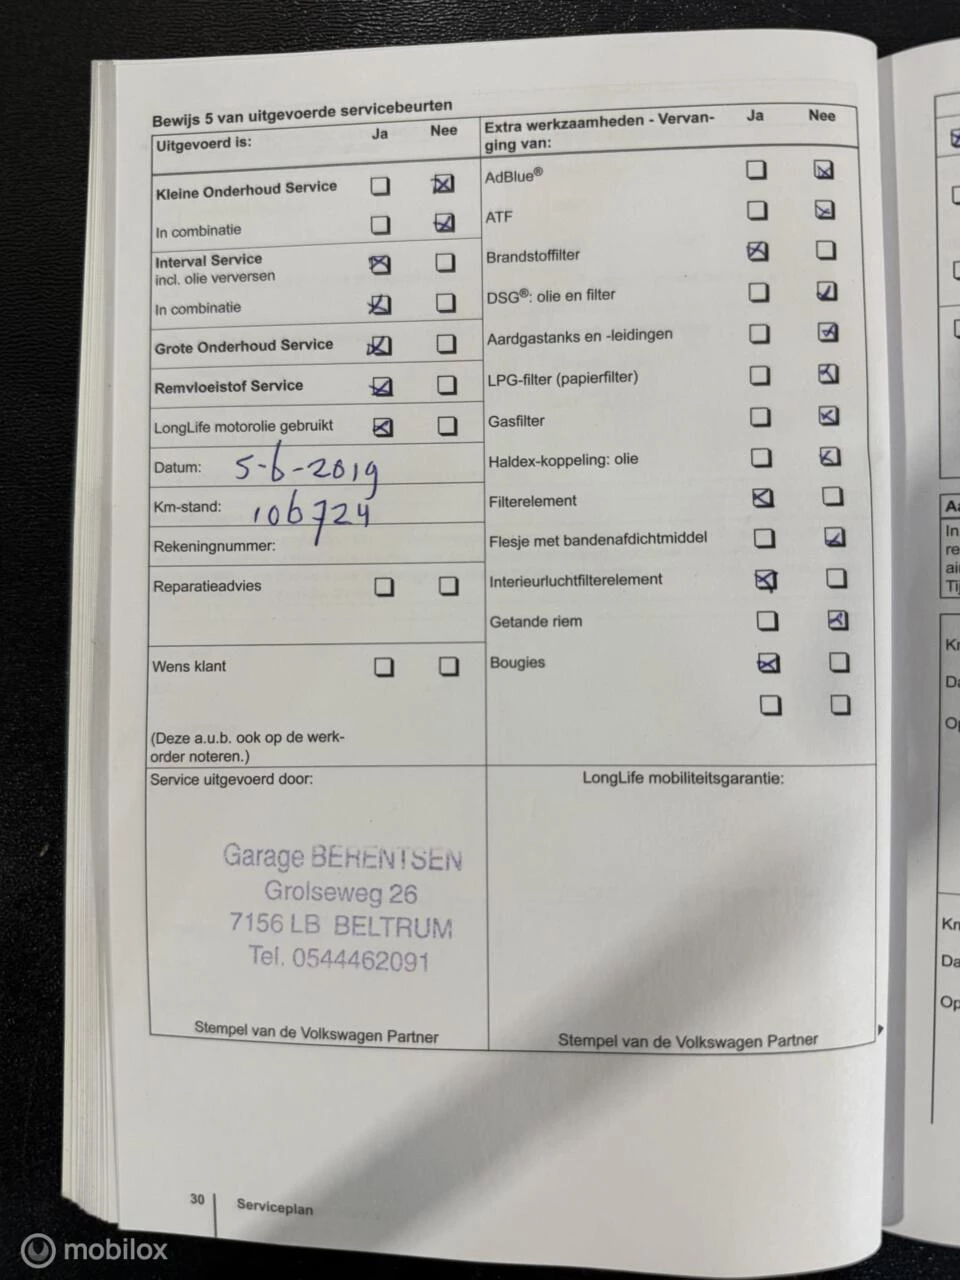 Bewijs 5 van uitgevoerde servicebeurten
Uitgevoerd is: Ja Nee
Kleine Onderhoud Service
In combinatie
Interval Service
incl. olie verversen
In combinatie
Grote Onderhoud Service
Remvloeistof Service
LongLife motorolie gebruikt
Datum: 5-6-2019
Km-stand: 106724
Rekeningnummer:
Reparatieadvies
Wens klant
(Deze a.u.b. ook op de werk-
order noteren.)
Service uitgevoerd door:
Garage BERENTSEN
Grolseweg 26
7156 LB BELTRUM
Tel. 0544462091
Stempel van de Volkswagen Partner
Extra werkzaamheden - Vervan-
ging van: Ja Nee
AdBlue®
ATF
Brandstoffilter
DSG®: olie en filter
Aardgastanks en -leidingen
LPG-filter (papierfilter)
Gasfilter
Haldex-koppeling: olie
Filterelement
Flesje met bandenafdichtmiddel
Interieurluchtfilterelement
Getande riem
Bougies
LongLife mobiliteitsgarantie:
Stempel van de Volkswagen Partner
30 Serviceplan
mobilox